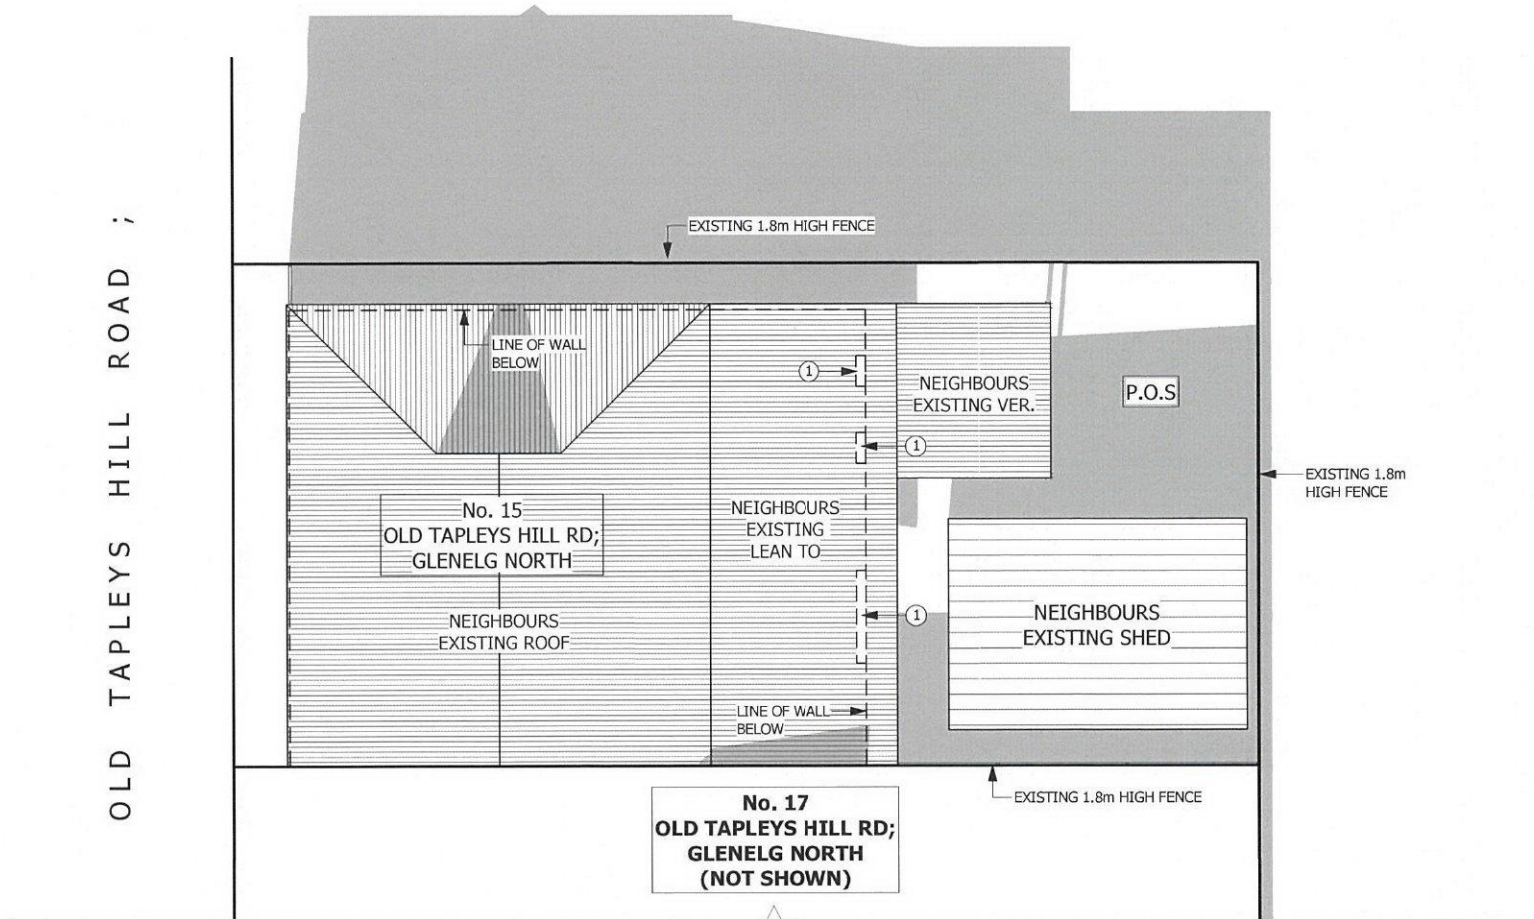 OLD TAPLEYS HILL ROAD ;
EXISTING 1.8m HIGH FENCE
LINE OF WALL
BELOW
1
NEIGHBOURS
EXISTING VER.
P.O.S
1
EXISTING 1.8m
HIGH FENCE
No. 15
OLD TAPLEYS HILL RD;
GLENELG NORTH
NEIGHBOURS
EXISTING
LEAN TO
NEIGHBOURS
EXISTING ROOF
1
NEIGHBOURS
EXISTING SHED
LINE OF WALL
BELOW
No. 17
OLD TAPLEYS HILL RD;
GLENELG NORTH
(NOT SHOWN)
EXISTING 1.8m HIGH FENCE